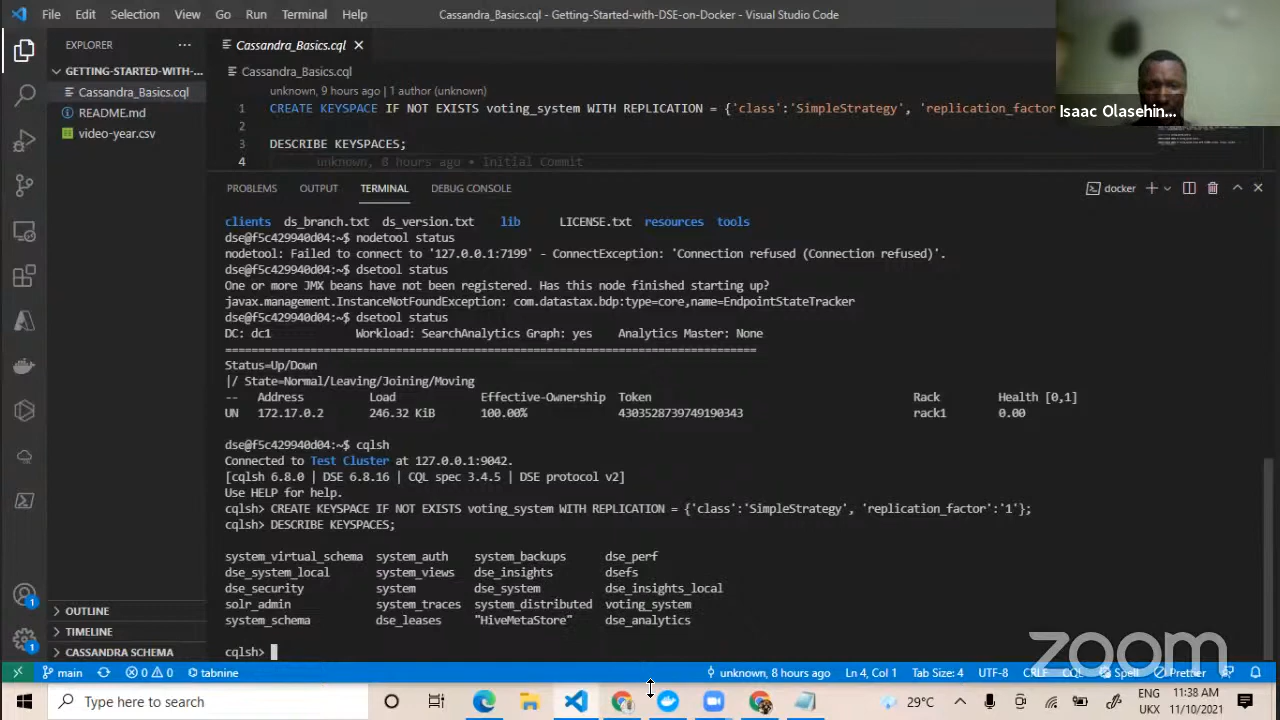 File Edit Selection View Go Run Terminal Help Cassandra_Basics.cql - Getting-Started-with-DSE-on-Docker - Visual Studio Code
EXPLORER ···
GETTING-STARTED-WITH-...
Cassandra_Basics.cql
README.md
video-year.csv
OUTLINE
TIMELINE
CASSANDRA SCHEMA
Cassandra_Basics.cql
Cassandra_Basics.cql
unknown, 9 hours ago | 1 author (unknown)
1 CREATE KEYSPACE IF NOT EXISTS voting_system WITH REPLICATION = {'class':'SimpleStrategy', 'replication_factor
2
3 DESCRIBE KEYSPACES;
4 unknown, 8 hours ago • Initial Commit
Isaac Olasehin...
PROBLEMS OUTPUT TERMINAL DEBUG CONSOLE docker
clients ds_branch.txt ds_version.txt lib LICENSE.txt resources tools
dse@f5c429940d04:~$ nodetool status
nodetool: Failed to connect to '127.0.0.1:7199' - ConnectException: 'Connection refused (Connection refused)'.
dse@f5c429940d04:~$ dsetool status
One or more JMX beans have not been registered. Has this node finished starting up?
javax.management.InstanceNotFoundException: com.datastax.bdp:type=core,name=EndpointStateTracker
dse@f5c429940d04:~$ dsetool status
DC: dc1 Workload: SearchAnalytics Graph: yes Analytics Master: None
=================================================================================
Status=Up/Down
|/ State=Normal/Leaving/Joining/Moving
-- Address Load Effective-Ownership Token Rack Health [0,1]
UN 172.17.0.2 246.32 KiB 100.00% 4303528739749190343 rack1 0.00
dse@f5c429940d04:~$ cqlsh
Connected to Test Cluster at 127.0.0.1:9042.
[cqlsh 6.8.0 | DSE 6.8.16 | CQL spec 3.4.5 | DSE protocol v2]
Use HELP for help.
cqlsh> CREATE KEYSPACE IF NOT EXISTS voting_system WITH REPLICATION = {'class':'SimpleStrategy', 'replication_factor':'1'};
cqlsh> DESCRIBE KEYSPACES;
system_virtual_schema system_auth system_backups dse_perf
dse_system_local system_views dse_insights dsefs
dse_security system dse_system dse_insights_local
solr_admin system_traces system_distributed voting_system
system_schema dse_leases "HiveMetaStore" dse_analytics
cqlsh>
zoom
1
1
main 0 0 tabnine unknown, 8 hours ago Ln 4, Col 1 Tab Size: 4 UTF-8 CRLF Spell Prettier
Type here to search 29°C ENG 11:38 AM
UKX 11/10/2021